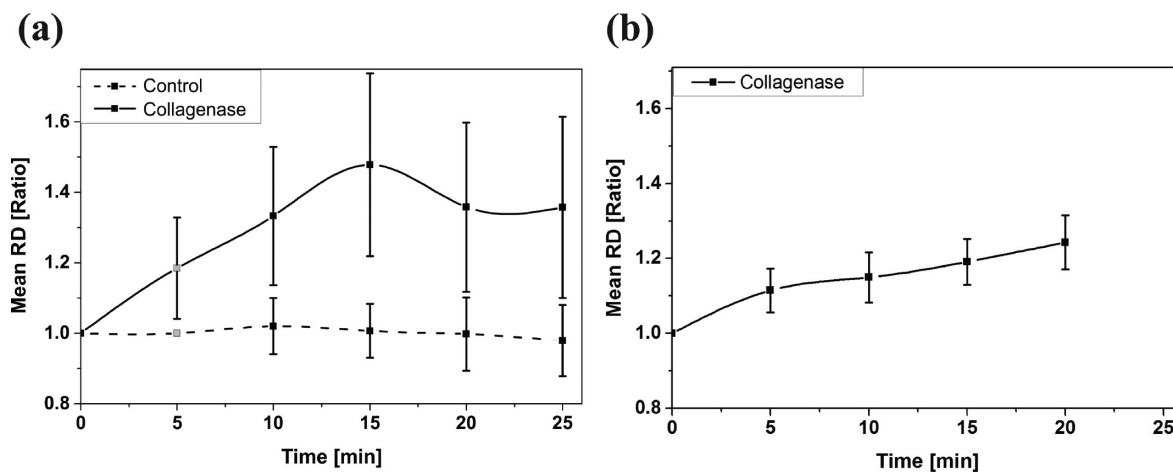 (a)
Control
Collagenase
1.6
1.4
1.2
1.0
0.8
Mean RD [Ratio]
0 5 10 15 20 25
Time [min]
(b)
Collagenase
1.6
1.4
1.2
1.0
0.8
Mean RD [Ratio]
0 5 10 15 20 25
Time [min]